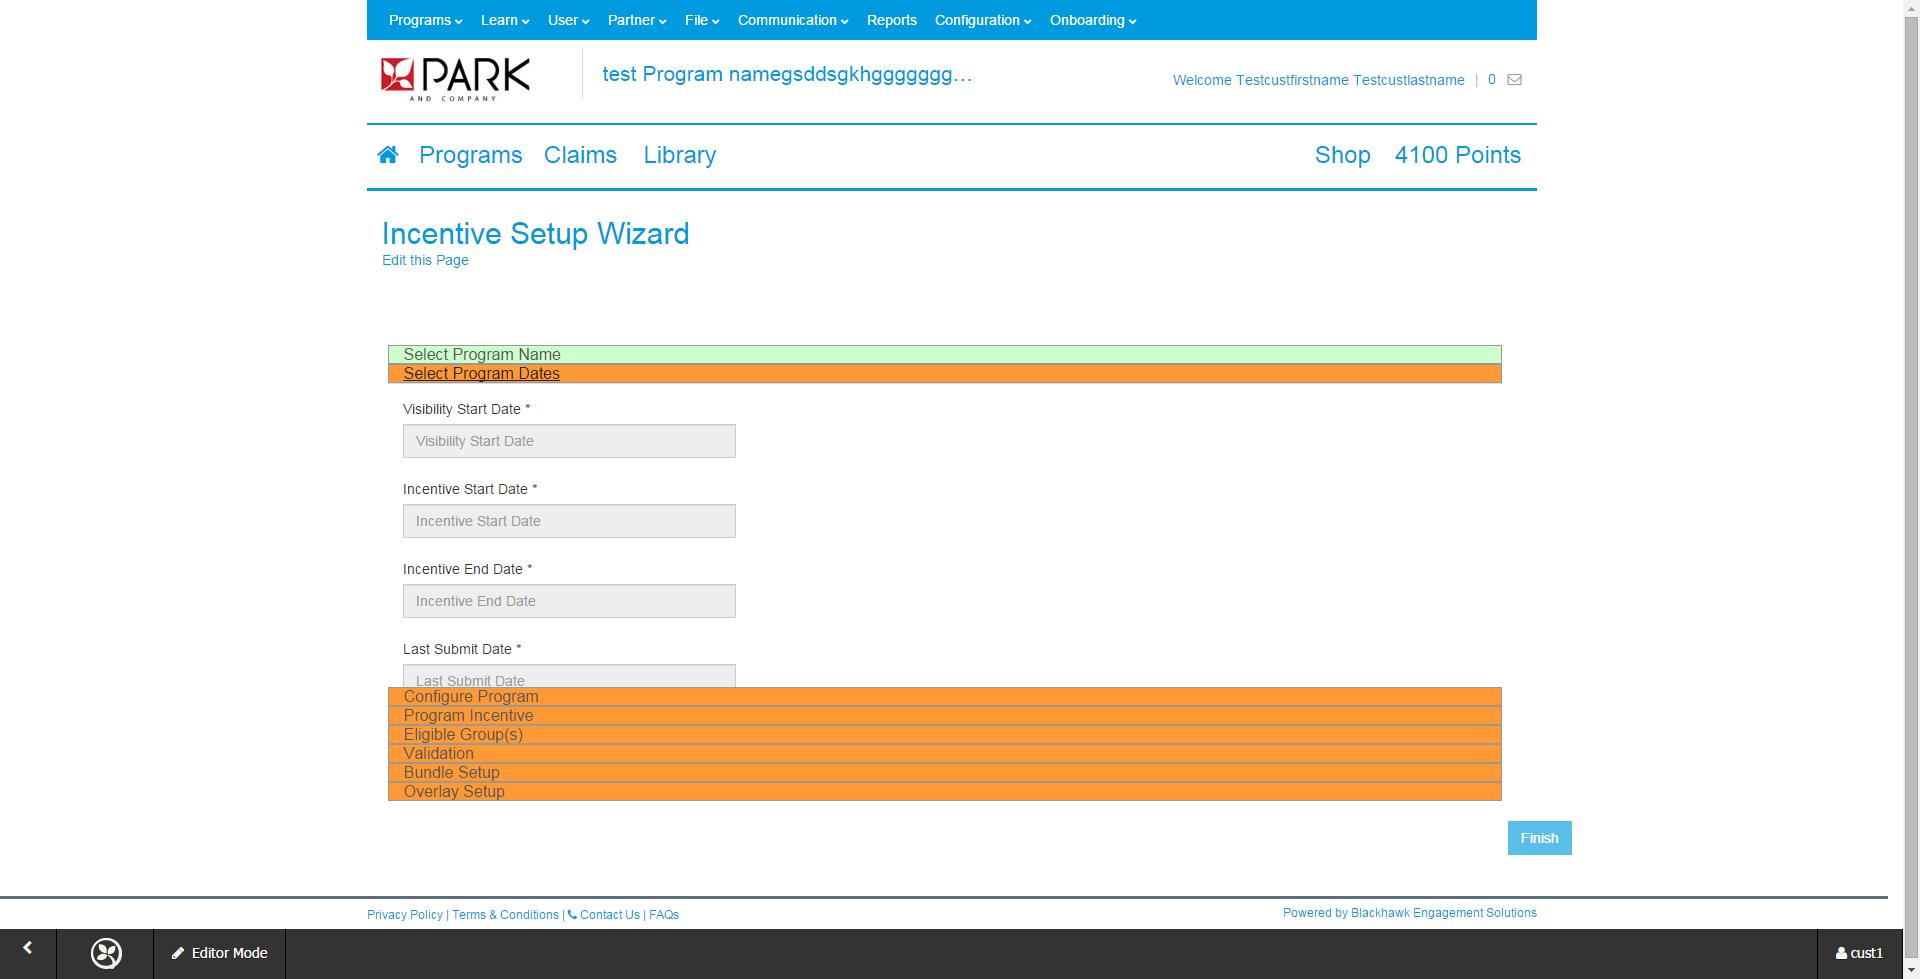 Programs Learn User Partner File Communication Reports Configuration Onboarding
PARK
AND COMPANY
test Program namegsddsgkhggggggg...
Welcome Testcustfirstname Testcustlastname | 0
Programs Claims Library Shop 4100 Points
Incentive Setup Wizard
Edit this Page
Select Program Name
Select Program Dates
Visibility Start Date *
Visibility Start Date
Incentive Start Date *
Incentive Start Date
Incentive End Date *
Incentive End Date
Last Submit Date *
Last Submit Date
Configure Program
Program Incentive
Eligible Group(s)
Validation
Bundle Setup
Overlay Setup
Finish
Privacy Policy | Terms & Conditions | Contact Us | FAQs
Powered by Blackhawk Engagement Solutions
Editor Mode
cust1